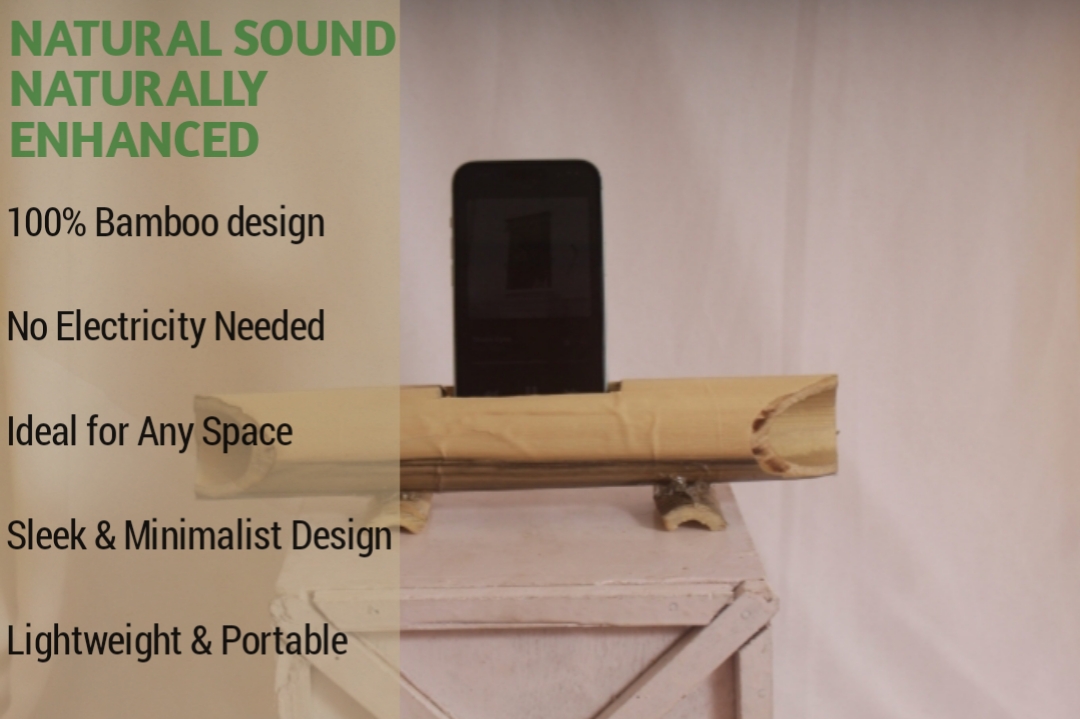 NATURAL SOUND
NATURALLY
ENHANCED
100% Bamboo design
No Electricity Needed
Ideal for Any Space
Sleek & Minimalist Design
Lightweight & Portable